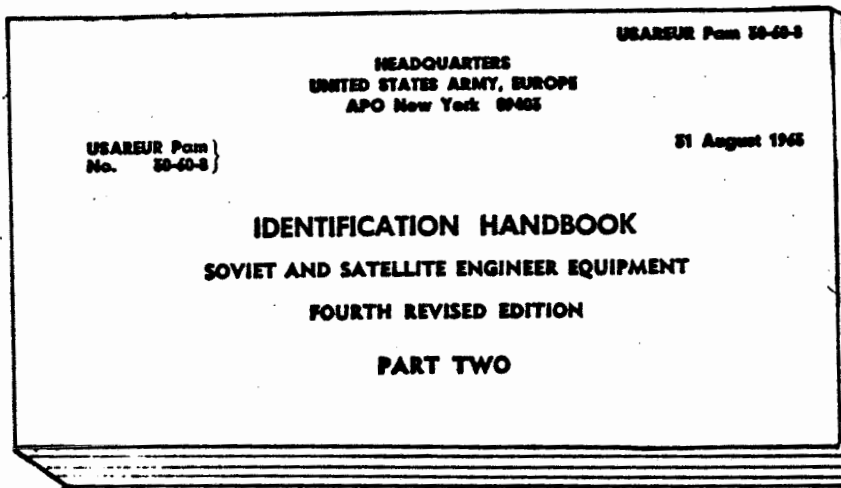 USAREUR Pam 30-60-8
HEADQUARTERS
UNITED STATES ARMY, EUROPE
APO New York 09403
USAREUR Pam
No. 30-60-8
31 August 1965
IDENTIFICATION HANDBOOK
SOVIET AND SATELLITE ENGINEER EQUIPMENT
FOURTH REVISED EDITION
PART TWO